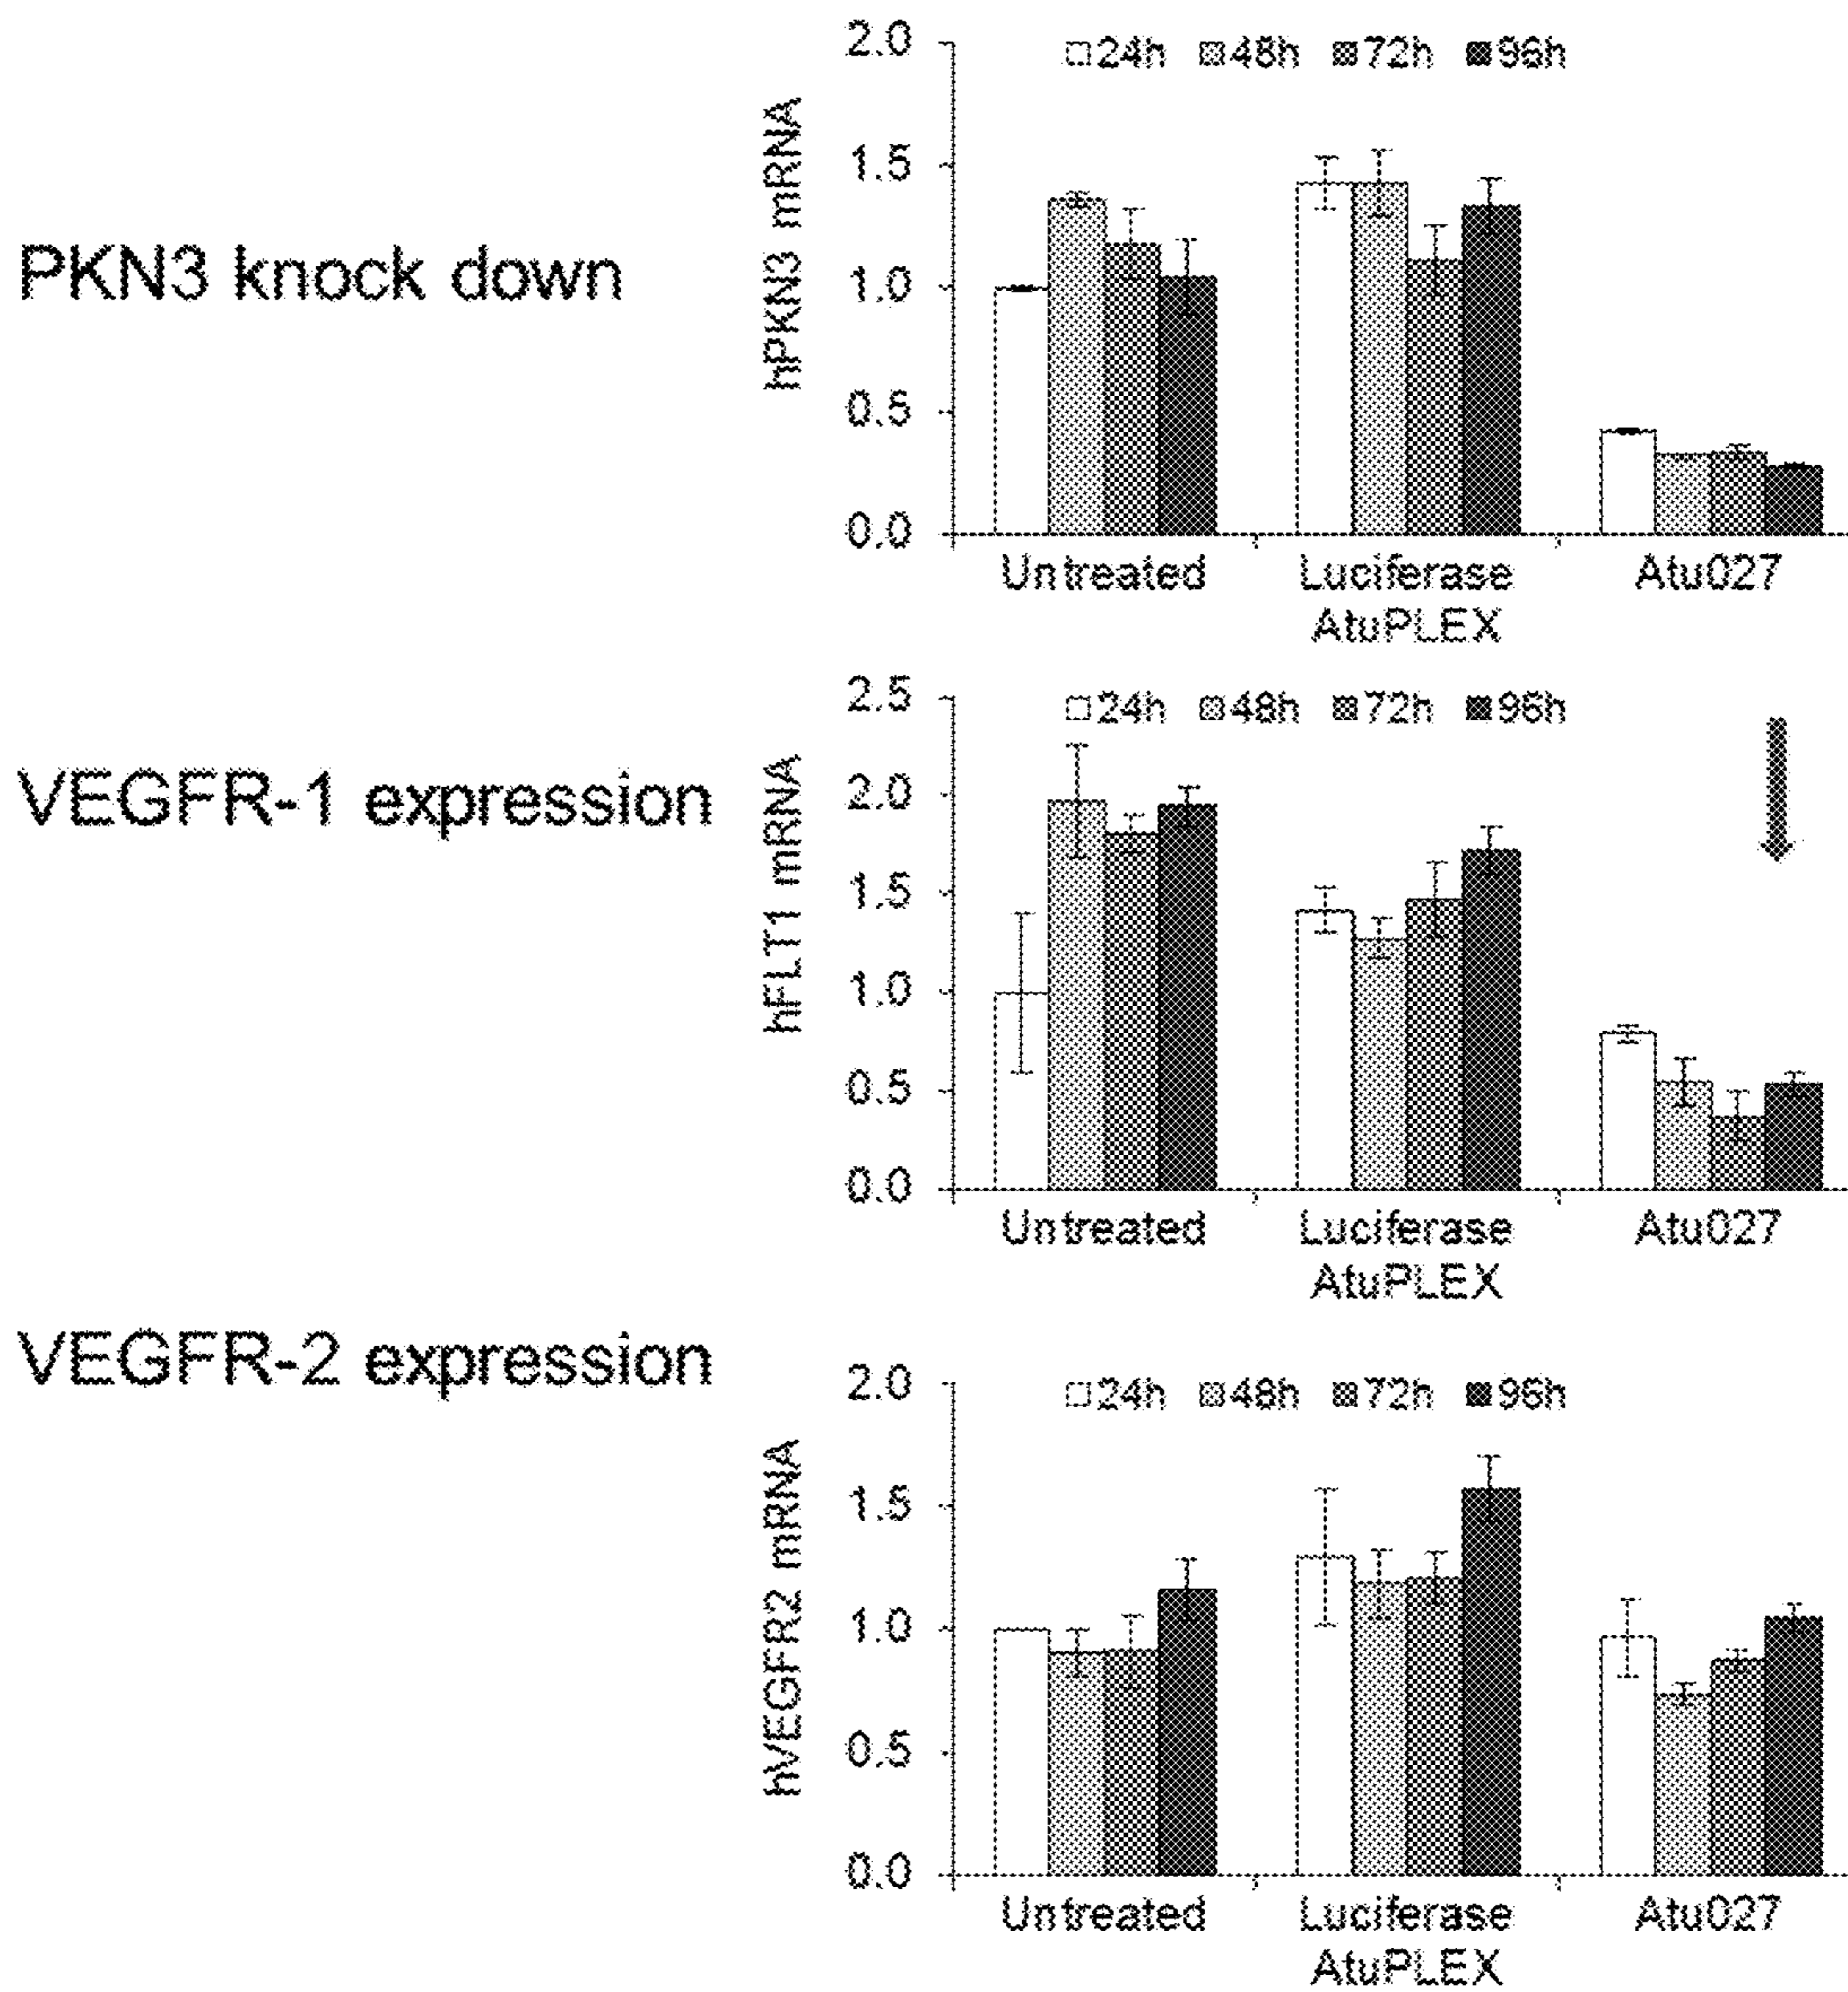 PKN3 knock down
hPKN3 mRNA
2.0
1.5
1.0
0.5
0.0
24h 48h 72h 96h
Untreated Luciferase Atu027
AtuPLEX
VEGFR-1 expression
hFLT1 mRNA
2.5
2.0
1.5
1.0
0.5
0.0
24h 48h 72h 96h
Untreated Luciferase Atu027
AtuPLEX
VEGFR-2 expression
hVEGFR2 mRNA
2.0
1.5
1.0
0.5
0.0
24h 48h 72h 96h
Untreated Luciferase Atu027
AtuPLEX